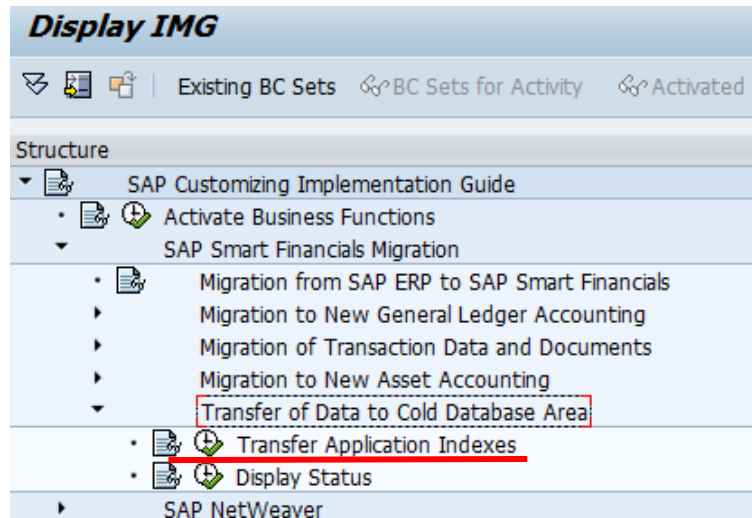 Display IMG
Existing BC Sets BC Sets for Activity Activated
Structure
SAP Customizing Implementation Guide
Activate Business Functions
SAP Smart Financials Migration
Migration from SAP ERP to SAP Smart Financials
Migration to New General Ledger Accounting
Migration of Transaction Data and Documents
Migration to New Asset Accounting
Transfer of Data to Cold Database Area
Transfer Application Indexes
Display Status
SAP NetWeaver